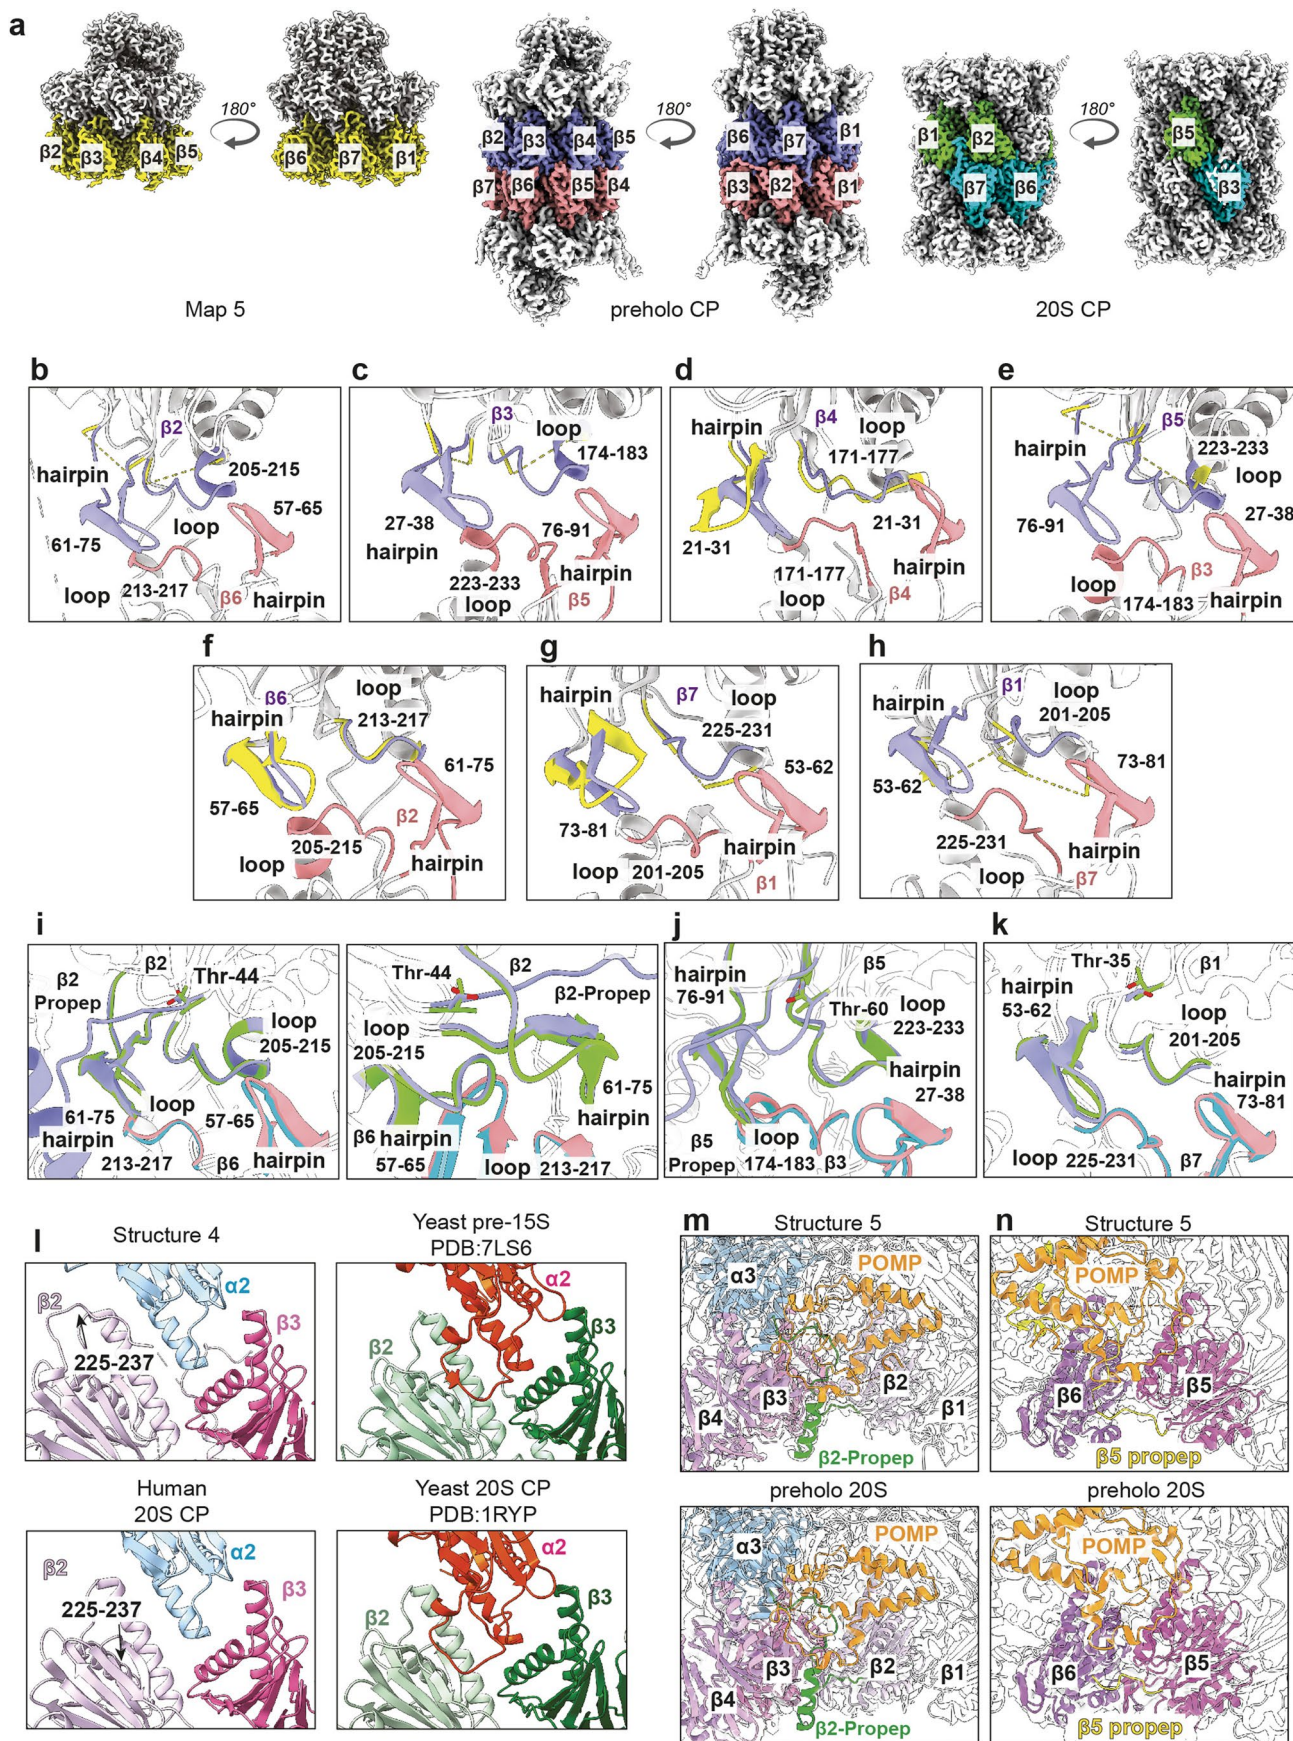 a
180°
180°
180°
β2
β3
β4
β5
β6
β7
β1
β2
β3
β4
β5
β7
β6
β5
β4
β6
β7
β1
β3
β2
β1
β1
β2
β7
β6
β5
β3
Map 5
preholo CP
20S CP
b
β2
hairpin
205-215
57-65
loop
61-75
loop
213-217
β6
hairpin
c
β3
loop
174-183
27-38
hairpin
76-91
223-233
loop
hairpin
β5
d
hairpin
β4
loop
171-177
21-31
21-31
171-177
loop
hairpin
β4
e
β5
hairpin
223-233
loop
27-38
76-91
loop
β3
174-183
hairpin
f
β6
hairpin
loop
213-217
61-75
57-65
β2
205-215
loop
hairpin
g
hairpin
β7
loop
225-231
53-62
73-81
loop
201-205
hairpin
β1
h
hairpin
β1
loop
201-205
73-81
53-62
225-231
loop
hairpin
β7
i
β2
Propep
β2
Thr-44
loop
205-215
61-75
hairpin
loop
57-65
213-217
β6
hairpin
Thr-44
β2
β2-Propep
loop
205-215
61-75
hairpin
β6
hairpin
57-65
loop
213-217
j
hairpin
76-91
β5
Thr-60
loop
223-233
hairpin
27-38
β5
Propep
loop
174-183
β3
k
Thr-35
β1
hairpin
53-62
loop
201-205
hairpin
73-81
loop
225-231
β7
l
Structure 4
β2
α2
β3
225-237
Yeast pre-15S
PDB:7LS6
α2
β3
β2
Human
20S CP
β2
α2
β3
225-237
Yeast 20S CP
PDB:1RYP
α2
β3
β2
m
Structure 5
α3
POMP
β3
β2
β4
β1
β2-Propep
preholo 20S
α3
POMP
β3
β2
β1
β4
β2-Propep
n
Structure 5
POMP
β6
β5
β5 propep
preholo 20S
POMP
β6
β5
β5 propep